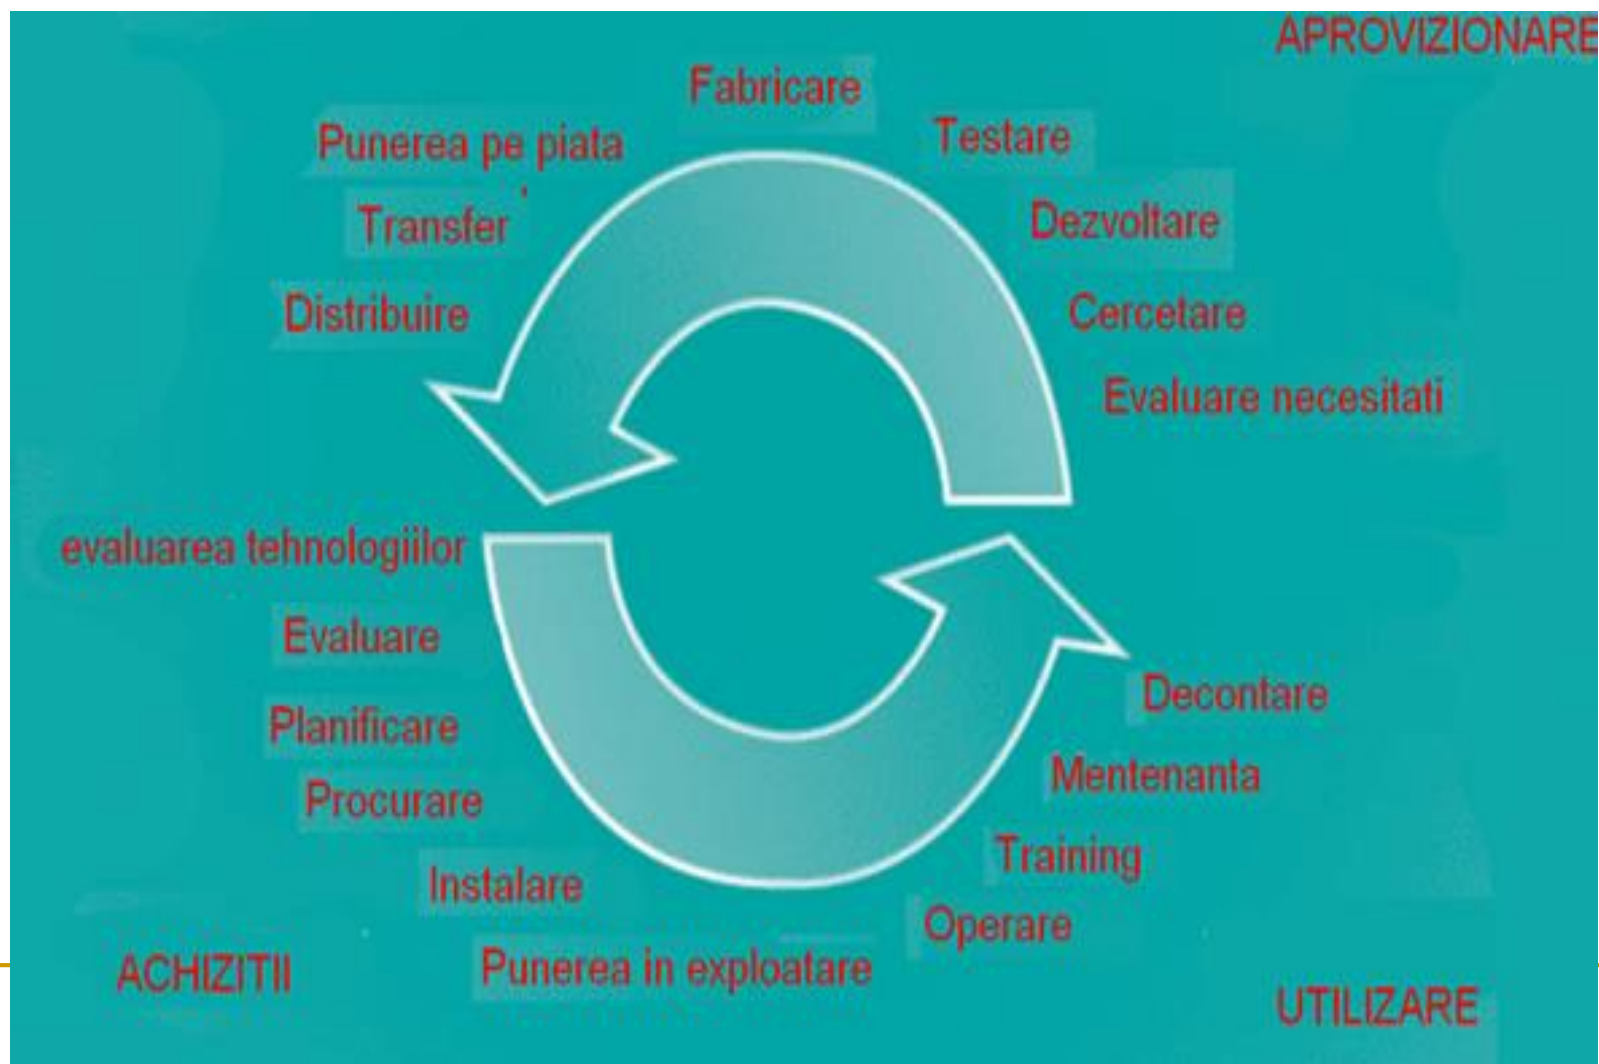 APROVIZIONARE
Fabricare
Testare
Punerea pe piata
Dezvoltare
Transfer
Cercetare
Distribuire
Evaluare necesitati
evaluarea tehnologiilor
Evaluare
Decontare
Planificare
Mentenanta
Procurare
Training
Instalare
Operare
Punerea in exploatare
ACHIZITII
UTILIZARE